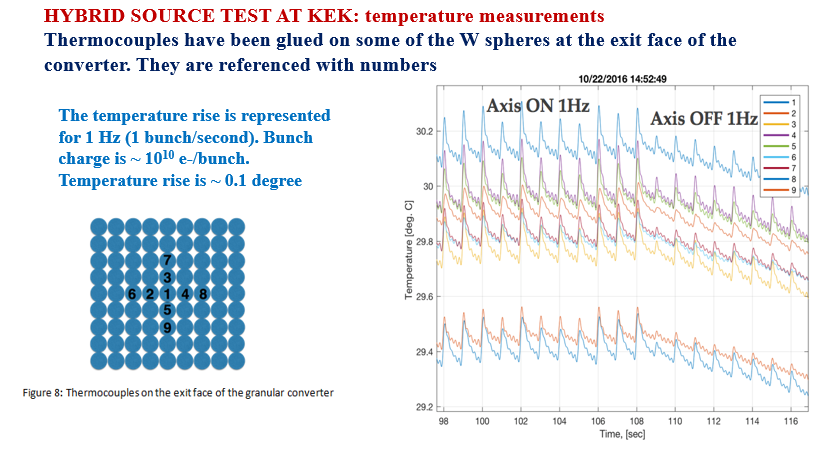 HYBRID SOURCE TEST AT KEK: temperature measurements
Thermocouples have been glued on some of the W spheres at the exit face of the
converter. They are referenced with numbers
The temperature rise is represented
for 1 Hz (1 bunch/second). Bunch
charge is ~ 10¹⁰ e-/bunch.
Temperature rise is ~ 0.1 degree
7
3
6 2 1 4 8
5
9
Figure 8: Thermocouples on the exit face of the granular converter
10/22/2016 14:52:49
Axis ON 1Hz
Axis OFF 1Hz
1
2
3
4
5
6
7
8
9
Temperature [deg. C]
30.2
30
29.8
29.6
29.4
29.2
98 100 102 104 106 108 110 112 114 116
Time, [sec]